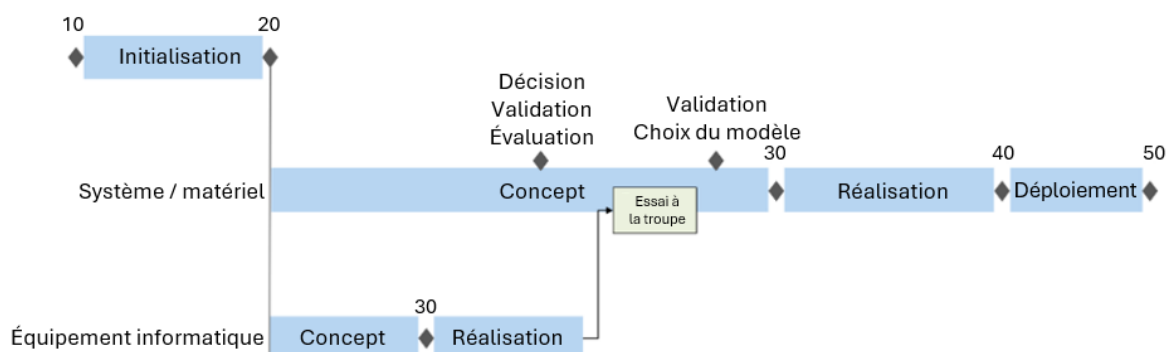 10
20
Initialisation
Décision
Validation
Évaluation
Validation
Choix du modèle
30
40
50
Système / matériel
Concept
Réalisation
Déploiement
Essai à
la troupe
30
Équipement informatique
Concept
Réalisation